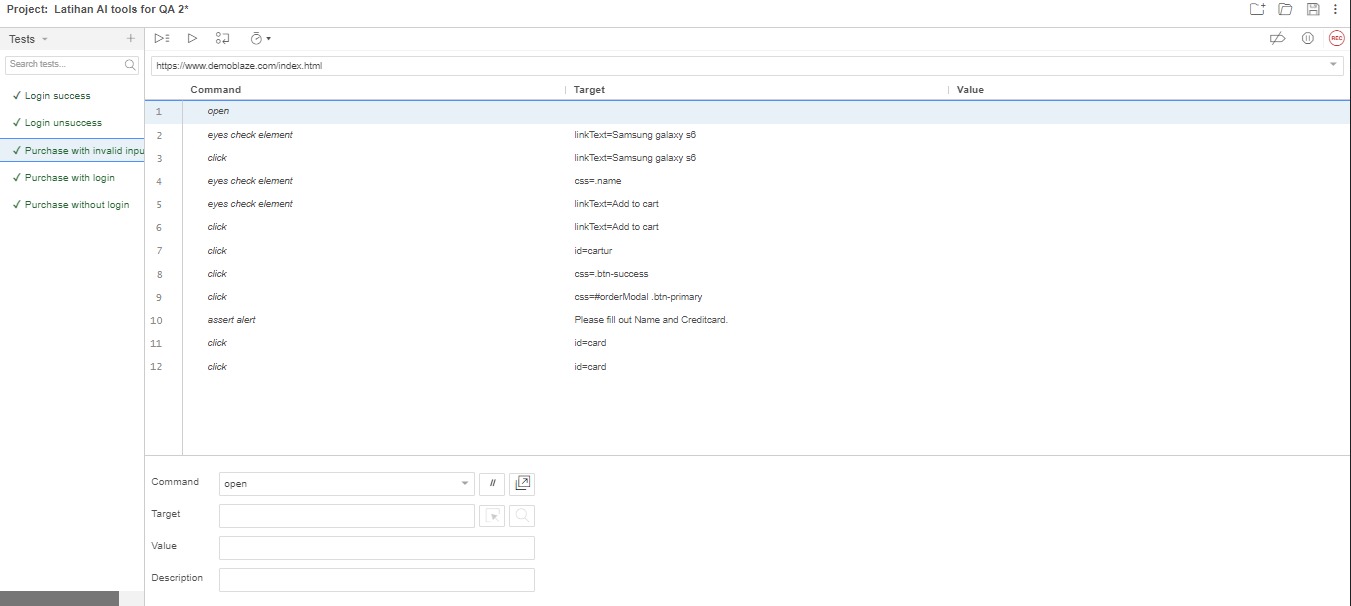 Project: Latihan AI tools for QA 2*
Tests
Search tests...
✓ Login success
✓ Login unsuccess
✓ Purchase with invalid inpu
✓ Purchase with login
✓ Purchase without login
REC
https://www.demoblaze.com/index.html
Command Target Value
1 open
2 eyes check element linkText=Samsung galaxy s6
3 click linkText=Samsung galaxy s6
4 eyes check element css=.name
5 eyes check element linkText=Add to cart
6 click linkText=Add to cart
7 click id=cartur
8 click css=.btn-success
9 click css=#orderModal .btn-primary
10 assert alert Please fill out Name and Creditcard.
11 click id=card
12 click id=card
Command open //
Target
Value
Description